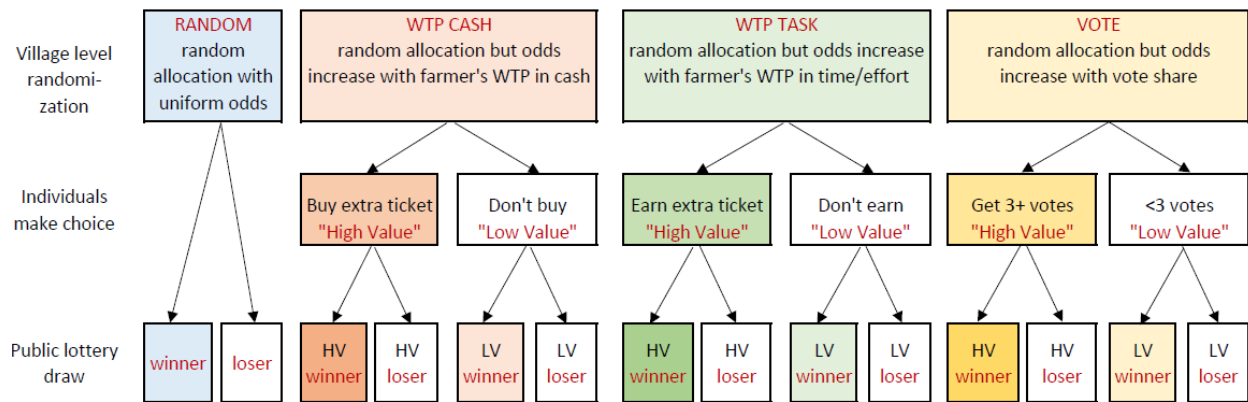 Village level
randomi-
zation
RANDOM
random
allocation with
uniform odds
WTP CASH
random allocation but odds
increase with farmer's WTP in cash
WTP TASK
random allocation but odds increase
with farmer's WTP in time/effort
VOTE
random allocation but odds
increase with vote share
Individuals
make choice
Buy extra ticket
"High Value"
Don't buy
"Low Value"
Earn extra ticket
"High Value"
Don't earn
"Low Value"
Get 3+ votes
"High Value"
<3 votes
"Low Value"
Public lottery
draw
winner
loser
HV
winner
HV
loser
LV
winner
LV
loser
HV
winner
HV
loser
LV
winner
LV
loser
HV
winner
HV
loser
LV
winner
LV
loser